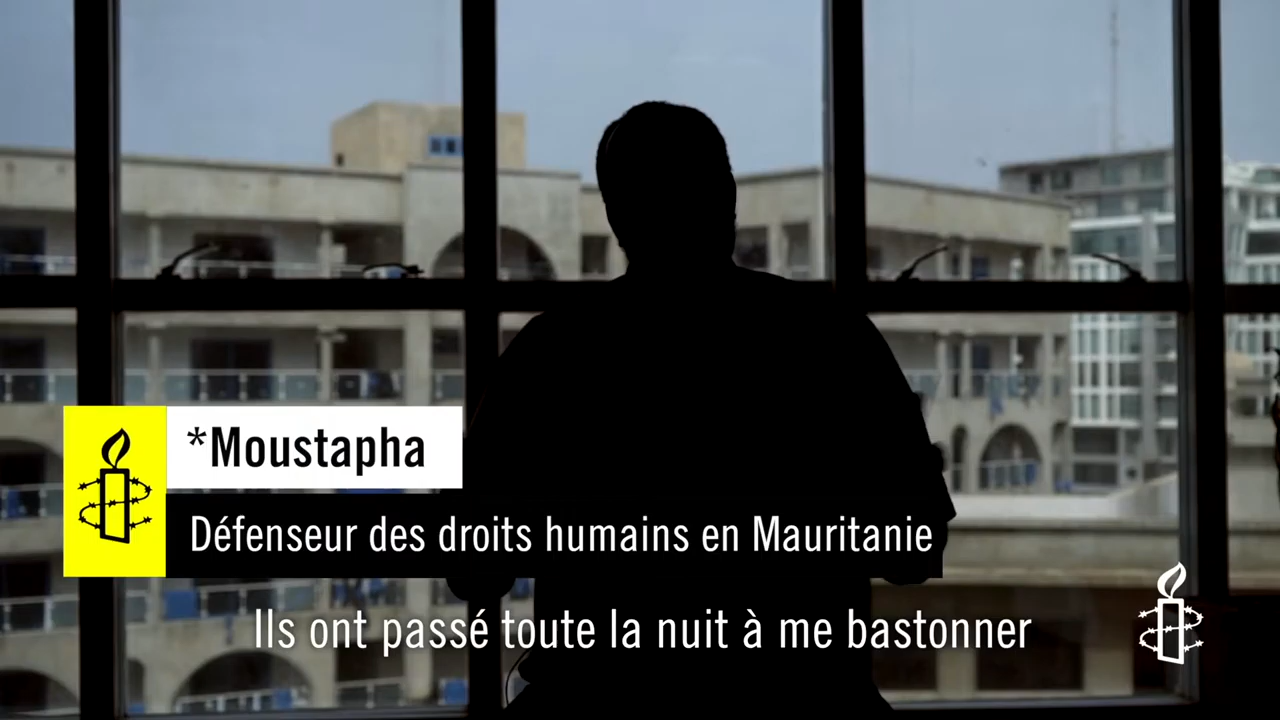 *Moustapha
Défenseur des droits humains en Mauritanie
Ils ont passé toute la nuit à me bastonner